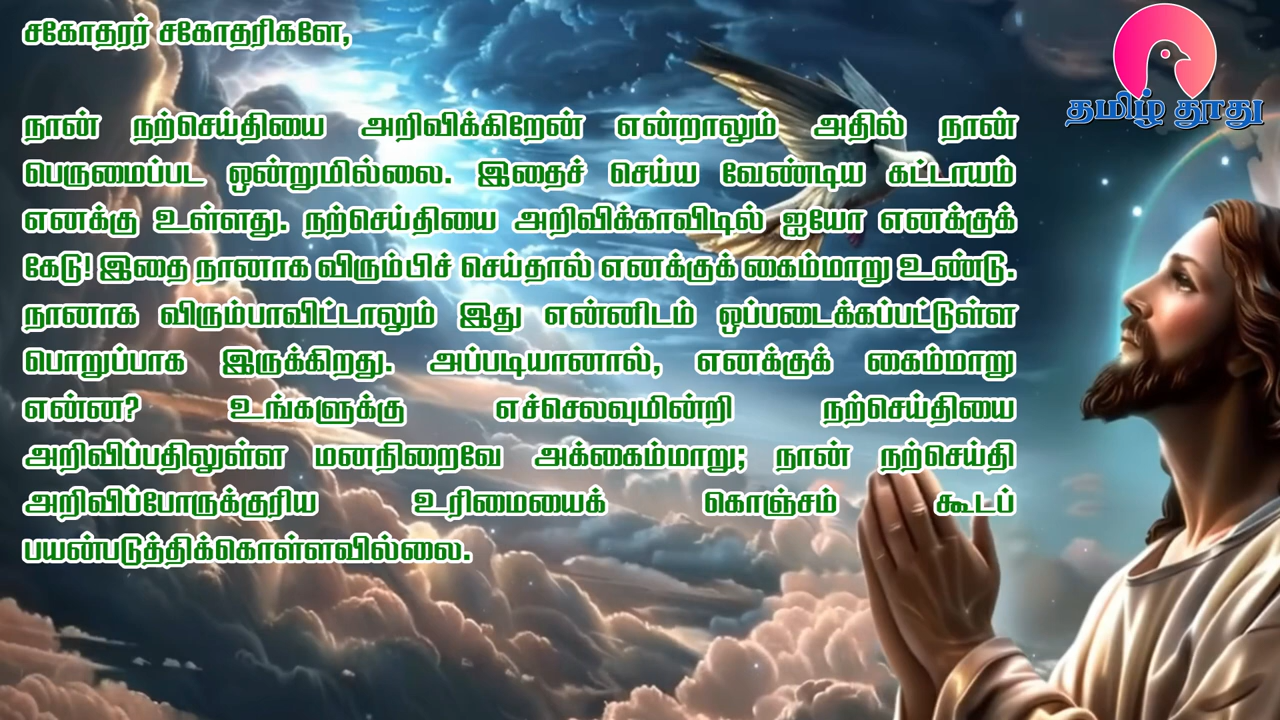 சகோதரர் சகோதரிகளே,
தமிழ் தூது
நான் நற்செய்தியை அறிவிக்கிறேன் என்றாலும் அதில் நான்
பெருமைப்பட ஒன்றுமில்லை. இதைச் செய்ய வேண்டிய கட்டாயம்
எனக்கு உள்ளது. நற்செய்தியை அறிவிக்காவிடில் ஐயோ எனக்குக்
கேடு! இதை நானாக விரும்பிச் செய்தால் எனக்குக் கைம்மாறு உண்டு.
நானாக விரும்பாவிட்டாலும் இது என்னிடம் ஒப்படைக்கப்பட்டுள்ள
பொறுப்பாக இருக்கிறது. அப்படியானால், எனக்குக் கைம்மாறு
என்ன? உங்களுக்கு எச்செலவுமின்றி நற்செய்தியை
அறிவிப்பதிலுள்ள மனநிறைவே அக்கைம்மாறு; நான் நற்செய்தி
அறிவிப்போருக்குரிய உரிமையைக் கொஞ்சம் கூடப்
பயன்படுத்திக்கொள்ளவில்லை.